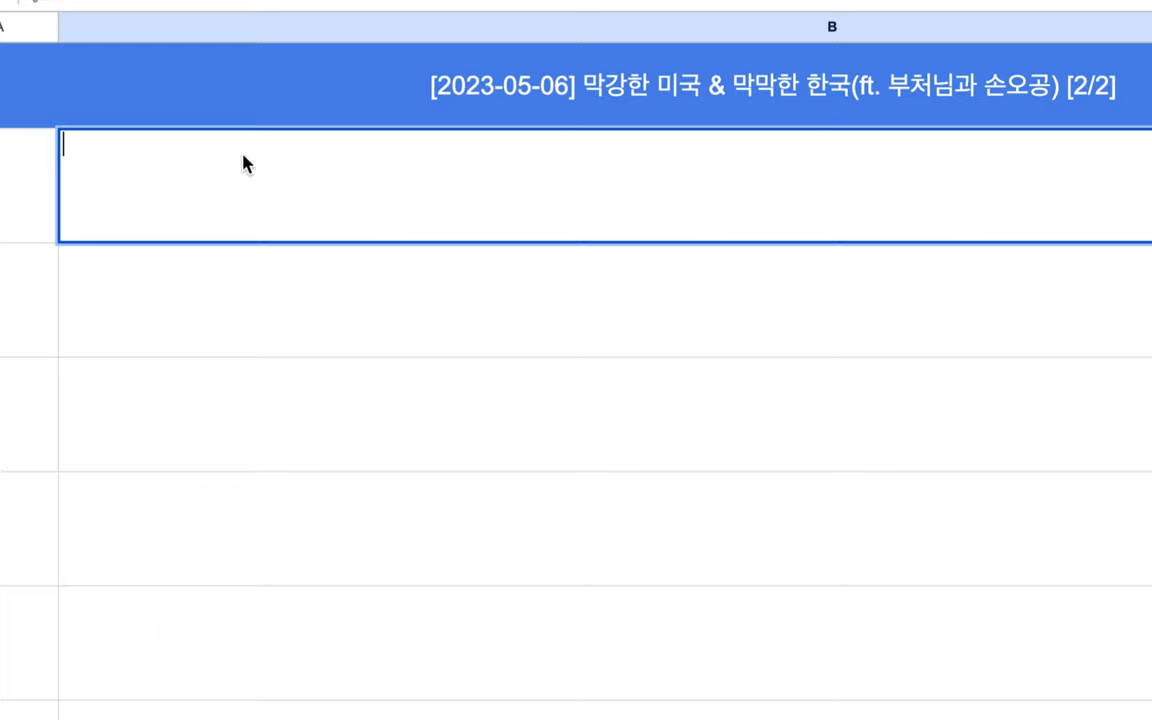 B
[2023-05-06] 막강한 미국 & 막막한 한국(ft. 부처님과 손오공) [2/2]